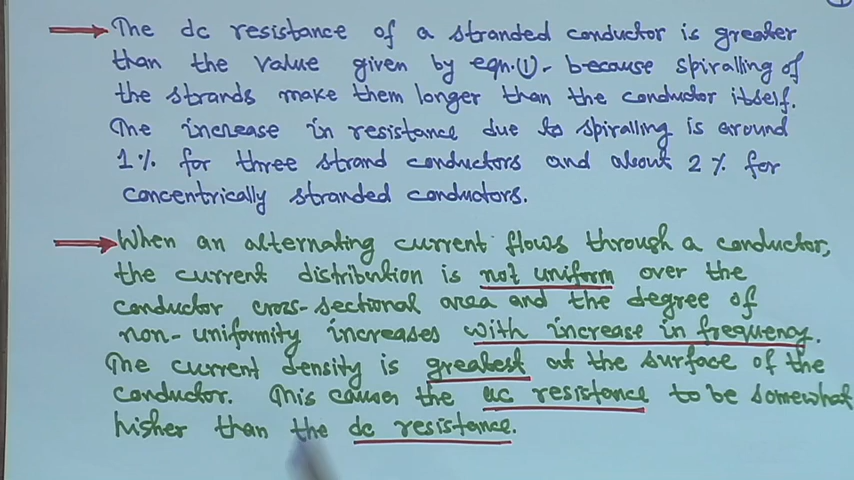 The dc resistance of a stranded conductor is greater
than the value given by eqn.(1)- because spiralling of
the strands make them longer than the conductor itself.
The increase in resistance due to spiralling is around
1% for three strand conductors and about 2% for
concentrically stranded conductors.
When an alternating current flows through a conductor,
the current distribution is not uniform over the
conductor cross-sectional area and the degree of
non-uniformity increases with increase in frequency.
The current density is greatest at the surface of the
conductor. This causes the ac resistance to be somewhat
higher than the dc resistance.